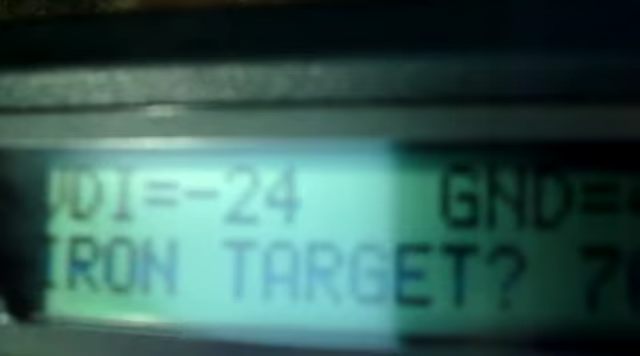 VDI=-24 GND=
IRON TARGET? 7